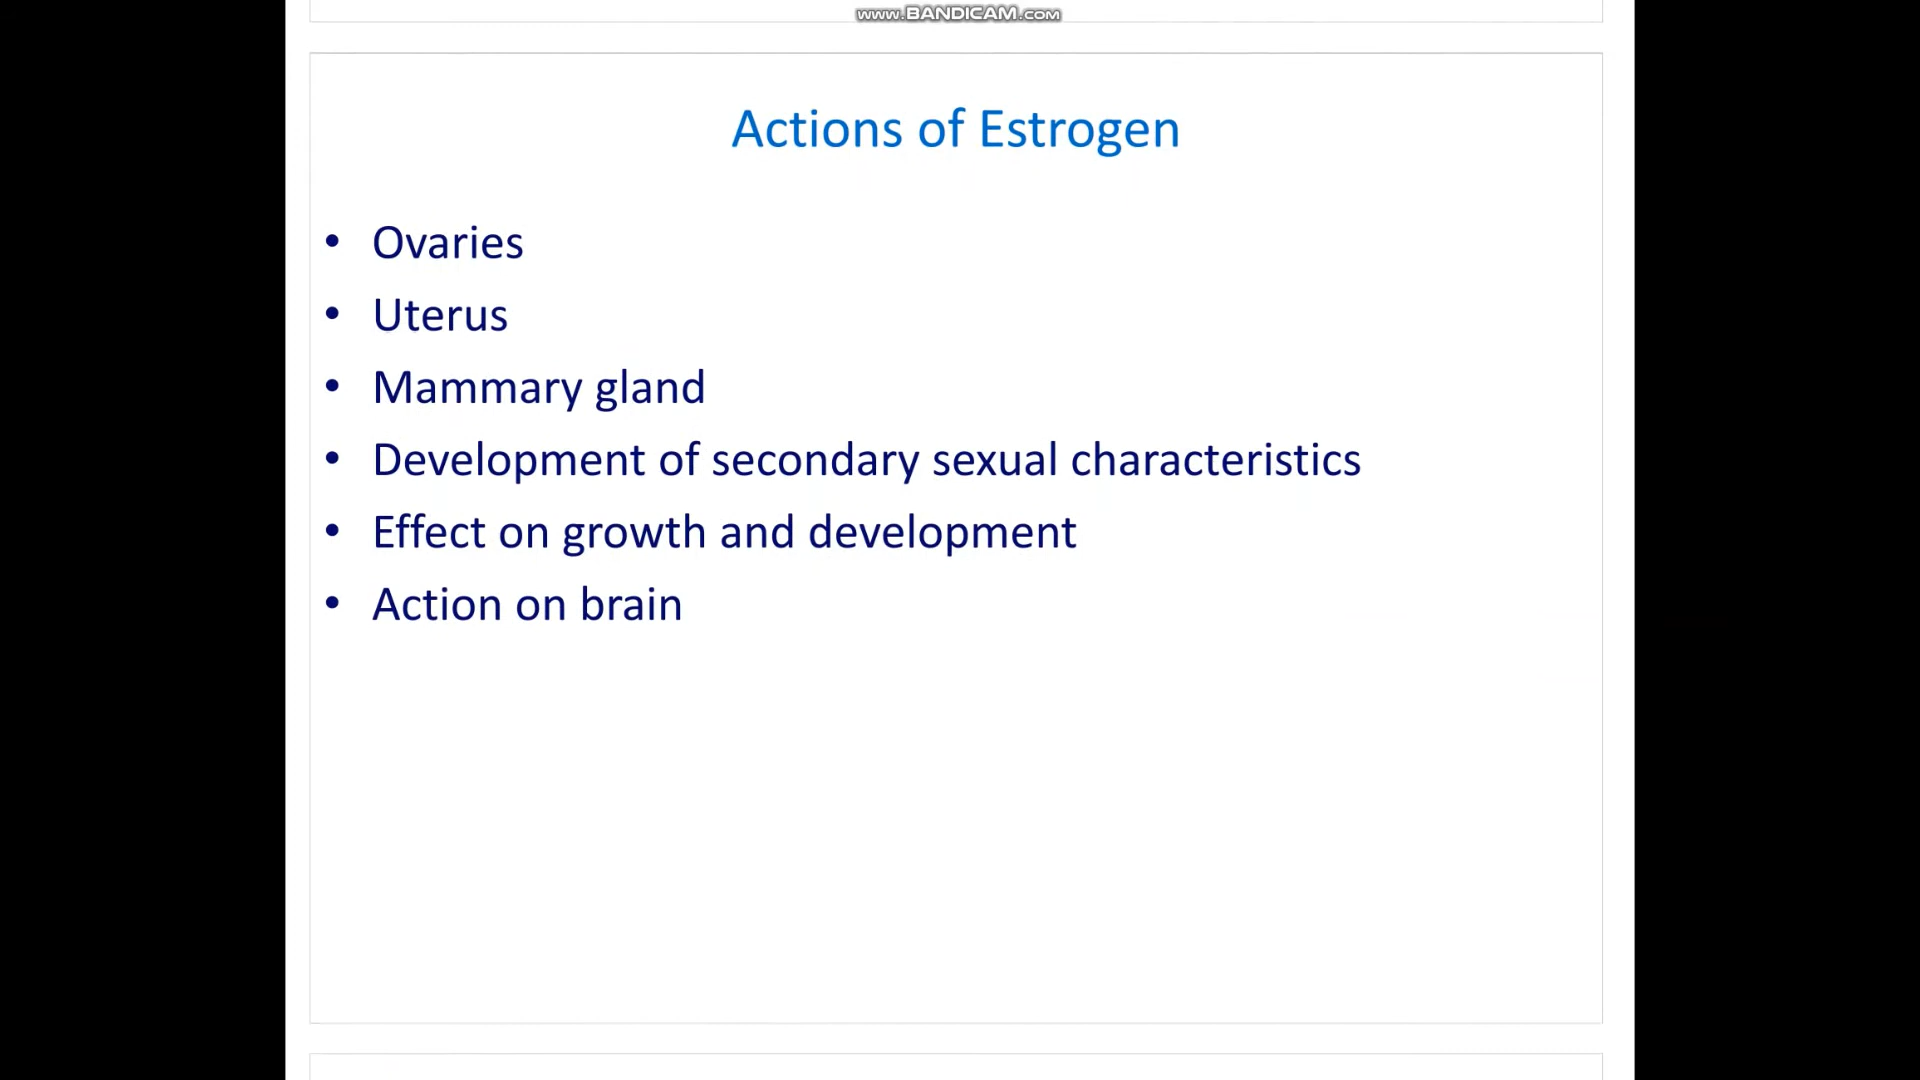 www.BANDICAM.com
Actions of Estrogen
• Ovaries
• Uterus
• Mammary gland
• Development of secondary sexual characteristics
• Effect on growth and development
• Action on brain